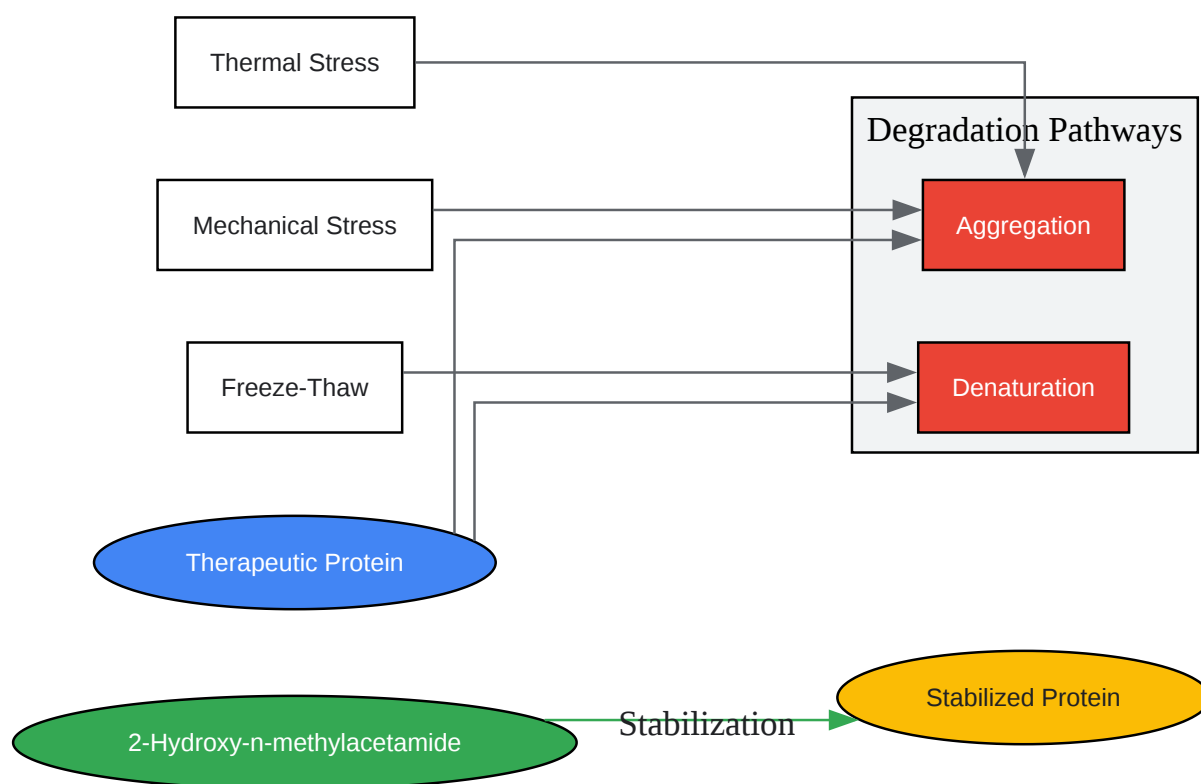 Thermal Stress
Degradation Pathways
Mechanical Stress
Aggregation
Freeze-Thaw
Denaturation
Therapeutic Protein
Stabilized Protein
Stabilization
2-Hydroxy-n-methylacetamide